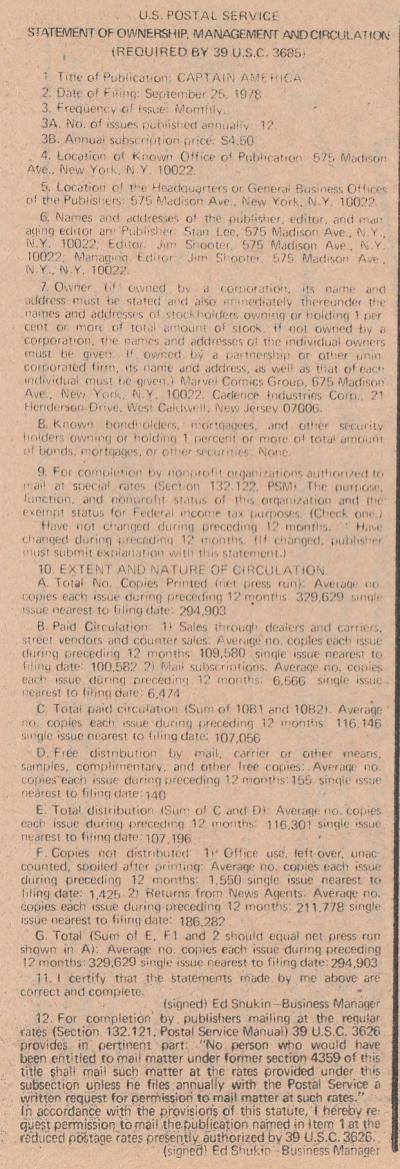 U.S. POSTAL SERVICE
STATEMENT OF OWNERSHIP, MANAGEMENT AND CIRCULATION
(REQUIRED BY 39 U.S.C. 3685)
1. Title of Publication: CAPTAIN AMERICA
2. Date of Filing: September 25, 1978
3. Frequency of Issue: Monthly.
3A. No. of issues published annually: 12.
3B. Annual subscription price: $4.50
4. Location of Known Office of Publication: 575 Madison
Ave., New York, N.Y. 10022.
5. Location of the Headquarters or General Business Offices
of the Publishers: 575 Madison Ave., New York, N.Y. 10022.
6. Names and addresses of the publisher, editor, and man
aging editor are Publisher: Stan Lee, 575 Madison Ave., N.Y.,
N.Y. 10022, Editor: Jim Shooter, 575 Madison Ave., N.Y.
10022; Managing Editor: Jim Shooter, 575 Madison Ave.,
N.Y., N.Y. 10022.
7. Owner (If owned by a corporation, its name and
address must be stated and also immediately thereunder the
names and addresses of stockholders owning or holding 1 per
cent or more of total amount of stock. If not owned by a
corporation, the names and addresses of the individual owners
must be given. If owned by a partnership or other unin
corporated firm, its name and address, as well as that of each
individual must be given.) Marvel Comics Group, 575 Madison
Ave., New York, N.Y. 10022. Cadence Industries Corp., 21
Henderson Drive, West Caldwell, New Jersey 07006.
8. Known bondholders, mortgagees, and other security
holders owning or holding 1 percent or more of total amount
of bonds, mortgages, or other securities: None.
9. For completion by nonprofit organizations authorized to
mail at special rates (Section 132.122, PSM) The purpose,
function, and nonprofit status of this organization and the
exempt status for Federal income tax purposes. (Check one.)
Have not changed during preceding 12 months. Have
changed during preceding 12 months. (If changed, publisher
must submit explanation with this statement.)
10. EXTENT AND NATURE OF CIRCULATION.
A. Total No. Copies Printed (net press run): Average no.
copies each issue during preceding 12 months: 329,629 single
issue nearest to filing date: 294,903
B. Paid Circulation: 1) Sales through dealers and carriers,
street vendors and counter sales: Average no. copies each issue
during preceding 12 months: 109,580 single issue nearest to
filing date: 100,582 2) Mail subscriptions. Average no. copies
each issue during preceding 12 months: 6,566 single issue
nearest to filing date: 6,474
C. Total paid circulation (Sum of 10B1 and 10B2). Average
no. copies each issue during preceding 12 months: 116,146
single issue nearest to filing date: 107,056
D. Free distribution by mail, carrier or other means,
samples, complimentary, and other free copies: Average no.
copies each issue during preceding 12 months: 155 single issue
nearest to filing date: 140
E. Total distribution (Sum of C and D): Average no. copies
each issue during preceding 12 months: 116,301 single issue
nearest to filing date: 107,196
F. Copies not distributed: 1) Office use, left-over, unac
counted, spoiled after printing: Average no. copies each issue
during preceding 12 months: 1,550 single issue nearest to
filing date: 1,425 2) Returns from News Agents. Average no.
copies each issue during preceding 12 months: 211,778 single
issue nearest to filing date: 186,282
G. Total (Sum of E, F1 and 2 should equal net press run
shown in A): Average no. copies each issue during preceding
12 months: 329,629 single issue nearest to filing date: 294,903
11. I certify that the statements made by me above are
correct and complete.
(signed) Ed Shukin—Business Manager
12. For completion by publishers mailing at the regular
rates (Section 132.121, Postal Service Manual) 39 U.S.C. 3626
provides in pertinent part: "No person who would have
been entitled to mail matter under former section 4359 of this
title shall mail such matter at the rates provided under this
subsection unless he files annually with the Postal Service a
written request for permission to mail matter at such rates."
In accordance with the provisions of this statute, I hereby re-
quest permission to mail the publication named in Item 1 at the
reduced postage rates presently authorized by 39 U.S.C. 3626.
(signed) Ed Shukin—Business Manager